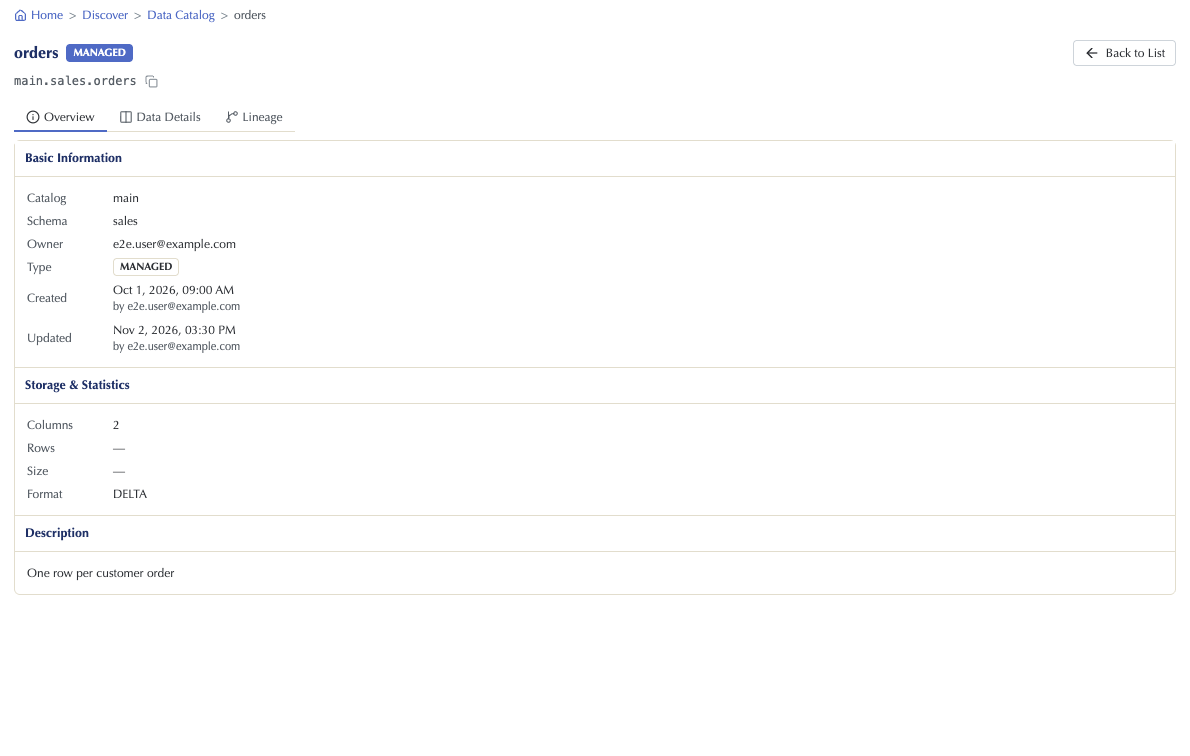 Home > Discover > Data Catalog > orders
orders MANAGED
Back to List
main.sales.orders
Overview Data Details Lineage
Basic Information
Catalog main
Schema sales
Owner e2e.user@example.com
Type MANAGED
Created Oct 1, 2026, 09:00 AM
by e2e.user@example.com
Updated Nov 2, 2026, 03:30 PM
by e2e.user@example.com
Storage & Statistics
Columns 2
Rows —
Size —
Format DELTA
Description
One row per customer order